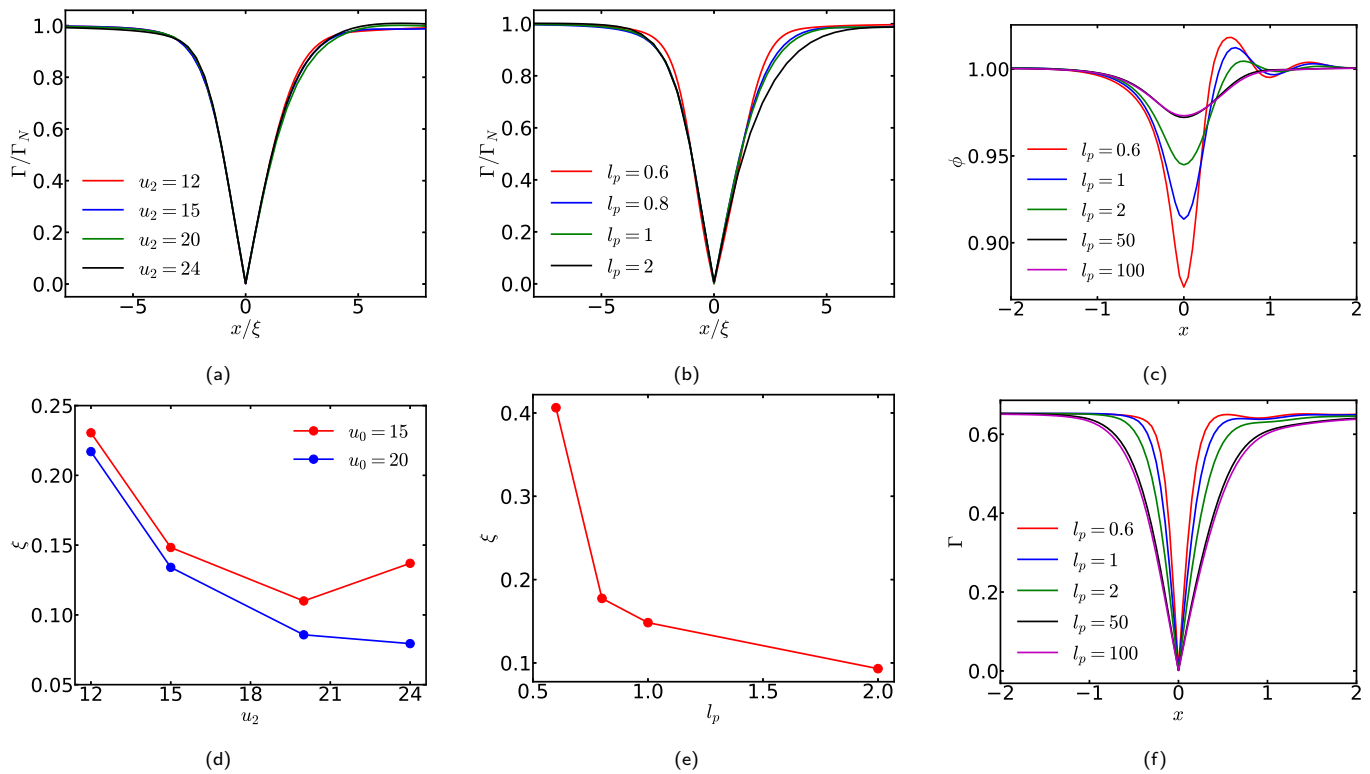 1.0
0.8
0.6
0.4
0.2
0.0
Γ/Γ_N
u_2 = 12
u_2 = 15
u_2 = 20
u_2 = 24
−5 0 5
x/ξ
(a)
1.0
0.8
0.6
0.4
0.2
0.0
Γ/Γ_N
l_p = 0.6
l_p = 0.8
l_p = 1
l_p = 2
−5 0 5
x/ξ
(b)
1.00
0.95
0.90
ϕ
l_p = 0.6
l_p = 1
l_p = 2
l_p = 50
l_p = 100
−2 −1 0 1 2
x
(c)
0.25
0.20
0.15
0.10
0.05
ξ
u_0 = 15
u_0 = 20
12 15 18 21 24
u_2
(d)
0.4
0.3
0.2
0.1
ξ
0.5 1.0 1.5 2.0
l_p
(e)
0.6
0.4
0.2
0.0
Γ
l_p = 0.6
l_p = 1
l_p = 2
l_p = 50
l_p = 100
−2 −1 0 1 2
x
(f)